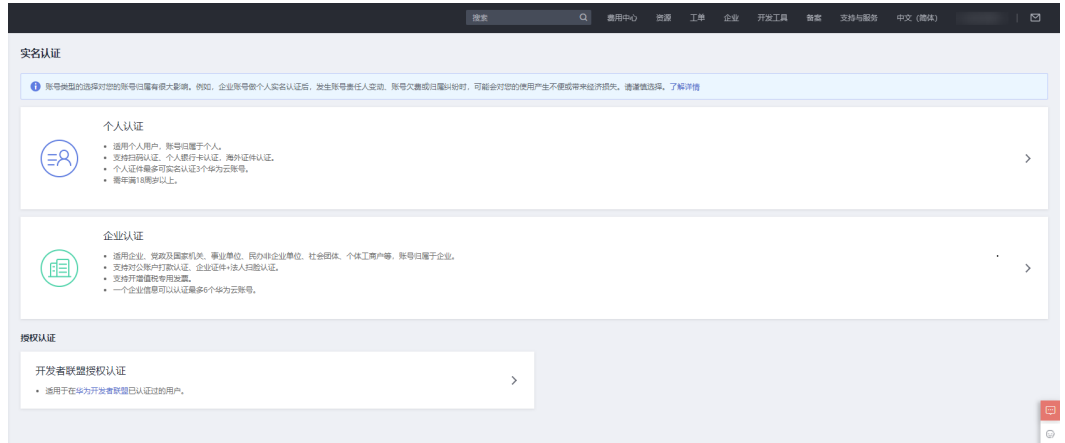 搜索 费用中心 资源 工单 企业 开发工具 备案 支持与服务 中文 (简体)
实名认证
账号类型的选择对您的账号归属有很大影响。例如，企业账号做个人实名认证后，发生账号责任人变动、账号欠费或归属纠纷时，可能会对您的使用产生不便或带来经济损失。请谨慎选择。了解详情
个人认证
• 适用个人用户，账号归属于个人。
• 支持扫码认证、个人银行卡认证、海外证件认证。
• 个人证件最多可实名认证3个华为云账号。
• 需年满18周岁以上。
企业认证
• 适用企业、党政及国家机关、事业单位、民办非企业单位、社会团体、个体工商户等，账号归属于企业。
• 支持对公账户打款认证、企业证件+法人扫脸认证。
• 支持开增值税专用发票。
• 一个企业信息可以认证最多6个华为云账号。
授权认证
开发者联盟授权认证
• 适用于在华为开发者联盟已认证过的用户。